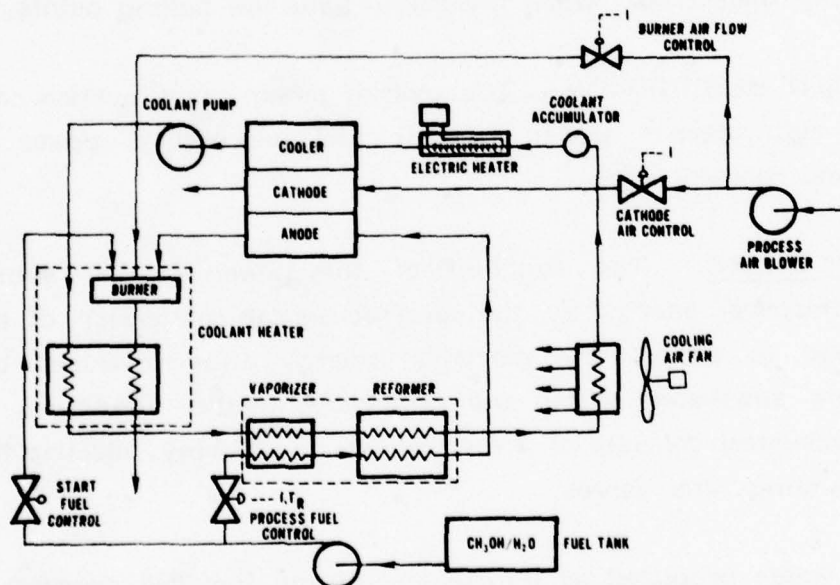 BURNER AIR FLOW
CONTROL
I
COOLANT PUMP
COOLANT
ACCUMULATOR
COOLER
ELECTRIC HEATER
CATHODE
I
CATHODE
AIR CONTROL
ANODE
PROCESS
AIR BLOWER
BURNER
COOLANT HEATER
COOLING
AIR FAN
VAPORIZER
REFORMER
START
FUEL
CONTROL
I,TR
PROCESS FUEL
CONTROL
CH3OH/H2O
FUEL TANK